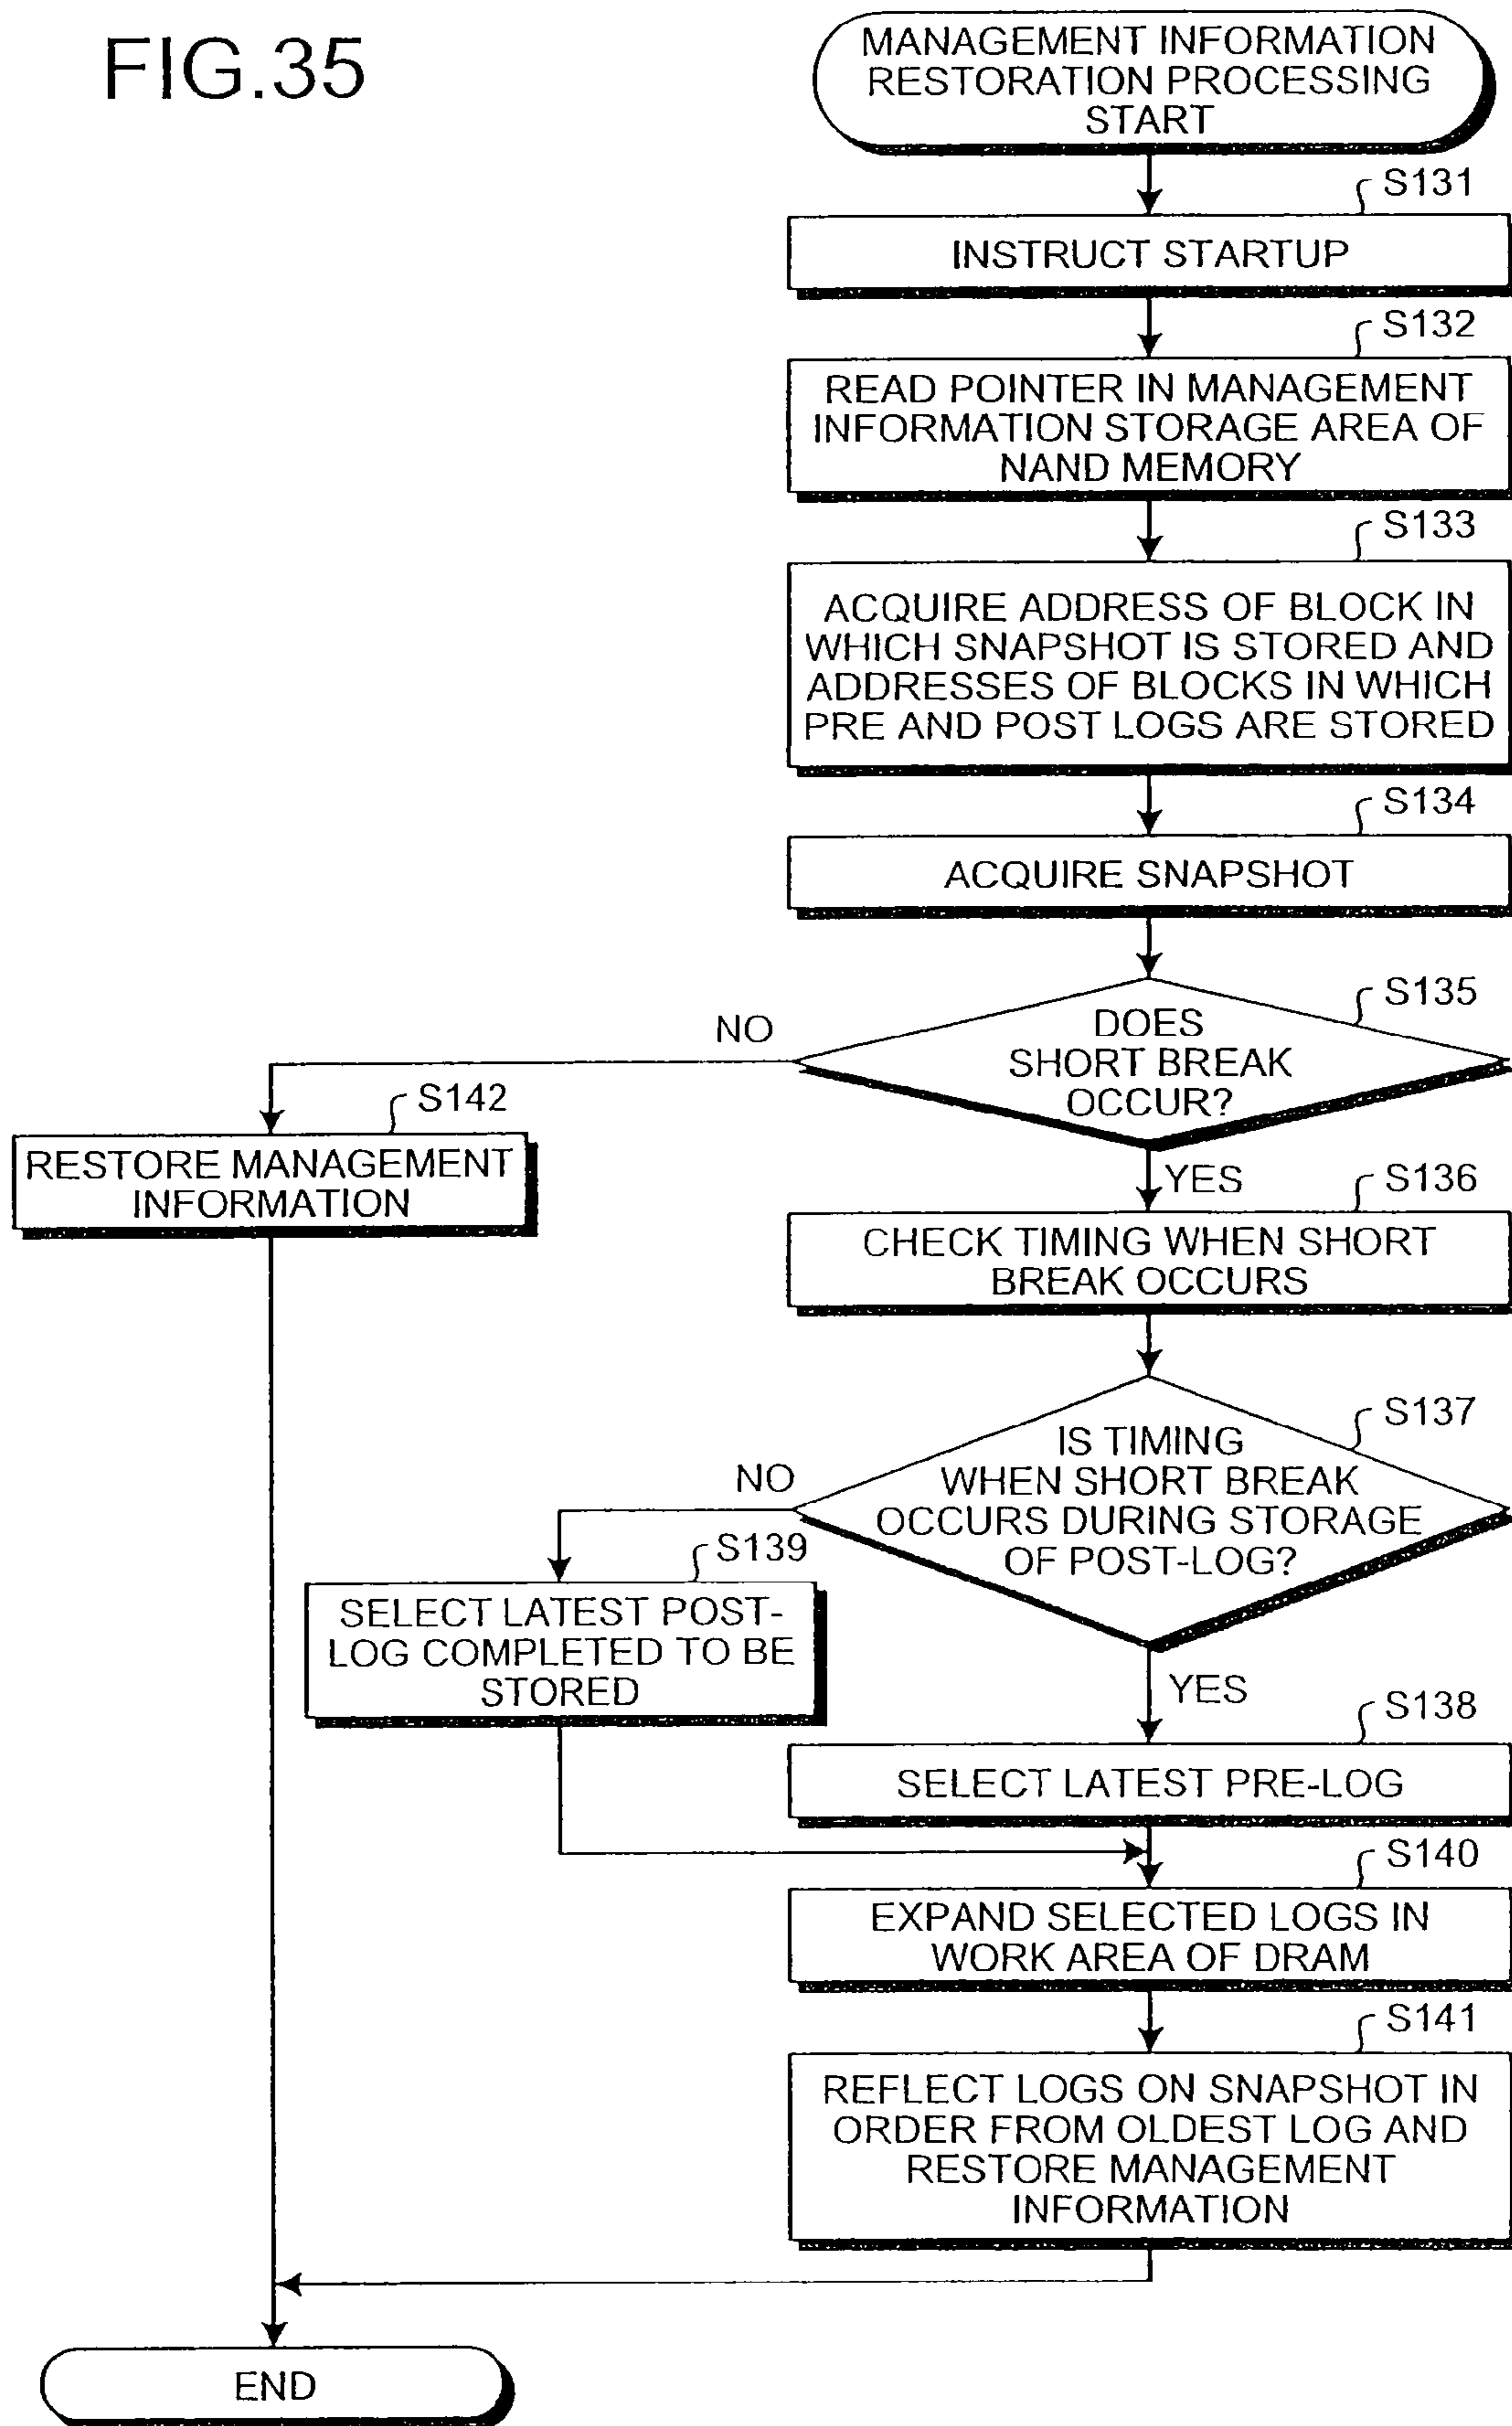 FIG.35
MANAGEMENT INFORMATION
RESTORATION PROCESSING
START
S131
INSTRUCT STARTUP
S132
READ POINTER IN MANAGEMENT
INFORMATION STORAGE AREA OF
NAND MEMORY
S133
ACQUIRE ADDRESS OF BLOCK IN
WHICH SNAPSHOT IS STORED AND
ADDRESSES OF BLOCKS IN WHICH
PRE AND POST LOGS ARE STORED
S134
ACQUIRE SNAPSHOT
S135
DOES
SHORT BREAK
OCCUR?
NO
S142
RESTORE MANAGEMENT
INFORMATION
YES
S136
CHECK TIMING WHEN SHORT
BREAK OCCURS
S137
IS TIMING
WHEN SHORT BREAK
OCCURS DURING STORAGE
OF POST-LOG?
NO
S139
SELECT LATEST POST-
LOG COMPLETED TO BE
STORED
YES
S138
SELECT LATEST PRE-LOG
S140
EXPAND SELECTED LOGS IN
WORK AREA OF DRAM
S141
REFLECT LOGS ON SNAPSHOT IN
ORDER FROM OLDEST LOG AND
RESTORE MANAGEMENT
INFORMATION
END